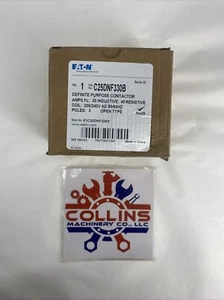 EATON
1 C25DNF330B
DEFINITE PURPOSE CONTACTOR
AMPS FL: 30 INDUCTIVE, 40 RESISTIVE
COIL: 208/240V AC 50/60HZ
POLES: 3 OPEN TYPE
COLLINS
MACHINERY CO., LLC